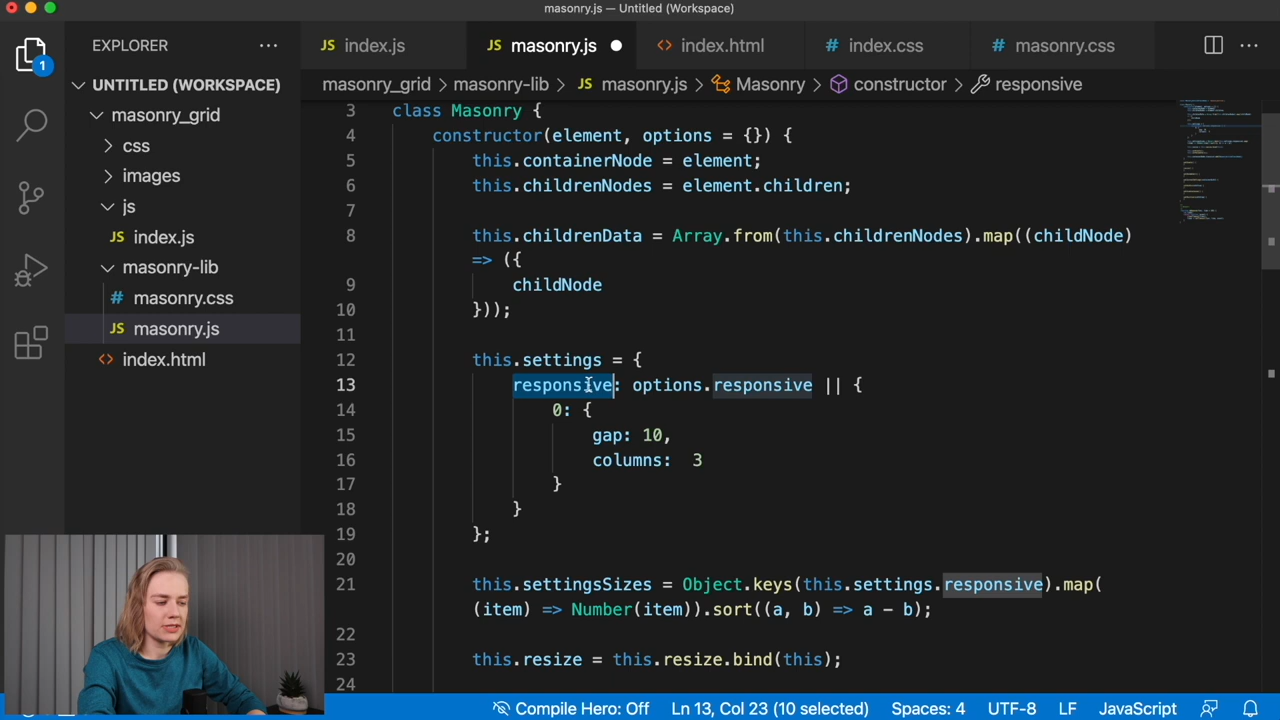 masonry.js — Untitled (Workspace)
EXPLORER
index.js
masonry.js
index.html
index.css
masonry.css
UNTITLED (WORKSPACE)
masonry_grid > masonry-lib > JS masonry.js > Masonry > constructor > responsive
masonry_grid
css
images
js
JS index.js
masonry-lib
# masonry.css
JS masonry.js
<> index.html
1
3 class Masonry {
4 constructor(element, options = {}) {
5 this.containerNode = element;
6 this.childrenNodes = element.children;
7
8 this.childrenData = Array.from(this.childrenNodes).map((childNode)
=> ({
9 childNode
10 }));
11
12 this.settings = {
13 responsive: options.responsive || {
14 0: {
15 gap: 10,
16 columns:  3
17 }
18 }
19 };
20
21 this.settingsSizes = Object.keys(this.settings.responsive).map(
(item) => Number(item)).sort((a, b) => a - b);
22
23 this.resize = this.resize.bind(this);
24
Compile Hero: Off
Ln 13, Col 23 (10 selected)
Spaces: 4
UTF-8
LF
JavaScript